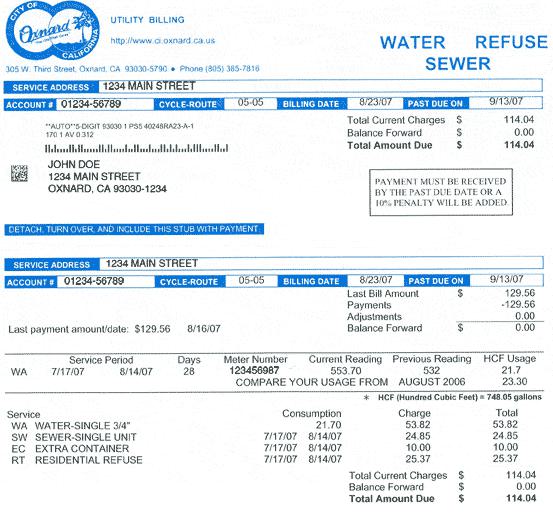 CITY OF
Oxnard
CALIFORNIA
UTILITY BILLING
http://www.ci.oxnard.ca.us
WATER REFUSE
SEWER
305 W. Third Street, Oxnard, CA 93030-5790 • Phone (805) 385-7816
SERVICE ADDRESS 1234 MAIN STREET
ACCOUNT # 01234-56789 CYCLE-ROUTE 05-05 BILLING DATE 8/23/07 PAST DUE ON 9/13/07
**AUTO**5-DIGIT 93030 1 PS5 40248RA23-A-1
170 1 AV 0.312
Total Current Charges $ 114.04
Balance Forward $ 0.00
Total Amount Due $ 114.04
JOHN DOE
1234 MAIN STREET
OXNARD, CA 93030-1234
PAYMENT MUST BE RECEIVED
BY THE PAST DUE DATE OR A
10% PENALTY WILL BE ADDED.
DETACH, TURN OVER, AND INCLUDE THIS STUB WITH PAYMENT.
SERVICE ADDRESS 1234 MAIN STREET
ACCOUNT # 01234-56789 CYCLE-ROUTE 05-05 BILLING DATE 8/23/07 PAST DUE ON 9/13/07
Last Bill Amount $ 129.56
Payments -129.56
Adjustments 0.00
Last payment amount/date: $129.56 8/16/07 Balance Forward $ 0.00
Service Period Days Meter Number Current Reading Previous Reading HCF Usage
WA 7/17/07 8/14/07 28 123456987 553.70 532 21.7
COMPARE YOUR USAGE FROM AUGUST 2006 23.30
* HCF (Hundred Cubic Feet) = 748.05 gallons
Service Consumption Charge Total
WA WATER-SINGLE 3/4" 21.70 53.82 53.82
SW SEWER-SINGLE UNIT 7/17/07 8/14/07 24.85 24.85
EC EXTRA CONTAINER 7/17/07 8/14/07 10.00 10.00
RT RESIDENTIAL REFUSE 7/17/07 8/14/07 25.37 25.37
Total Current Charges $ 114.04
Balance Forward $ 0.00
Total Amount Due $ 114.04